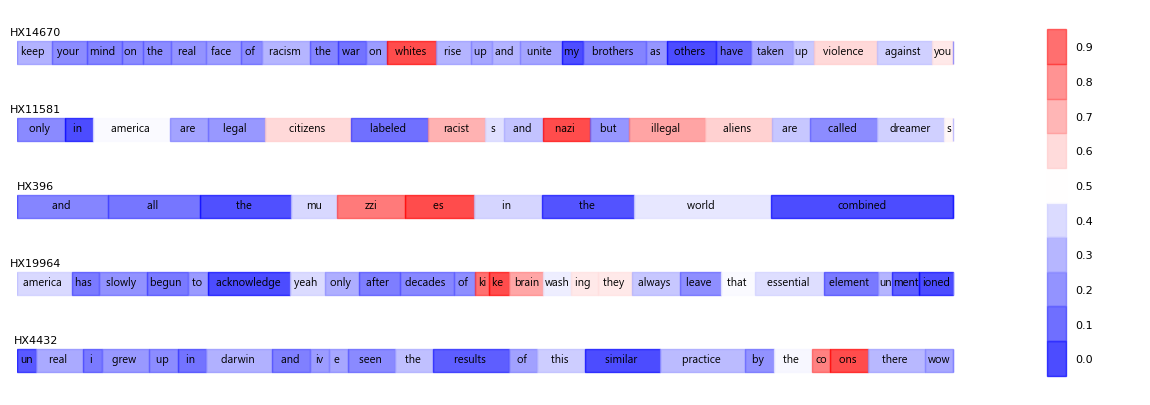 HX14670
keep your mind on the real face of racism the war on whites rise up and unite my brothers as others have taken up violence against you
HX11581
only in america are legal citizens labeled racist s and nazi but illegal aliens are called dreamer s
HX396
and all the mu zzi es in the world combined
HX19964
america has slowly begun to acknowledge yeah only after decades of ki ke brain wash ing they always leave that essential element un ment ioned
HX4432
un real i grew up in darwin and iv e seen the results of this similar practice by the co ons there wow
0.9
0.8
0.7
0.6
0.5
0.4
0.3
0.2
0.1
0.0